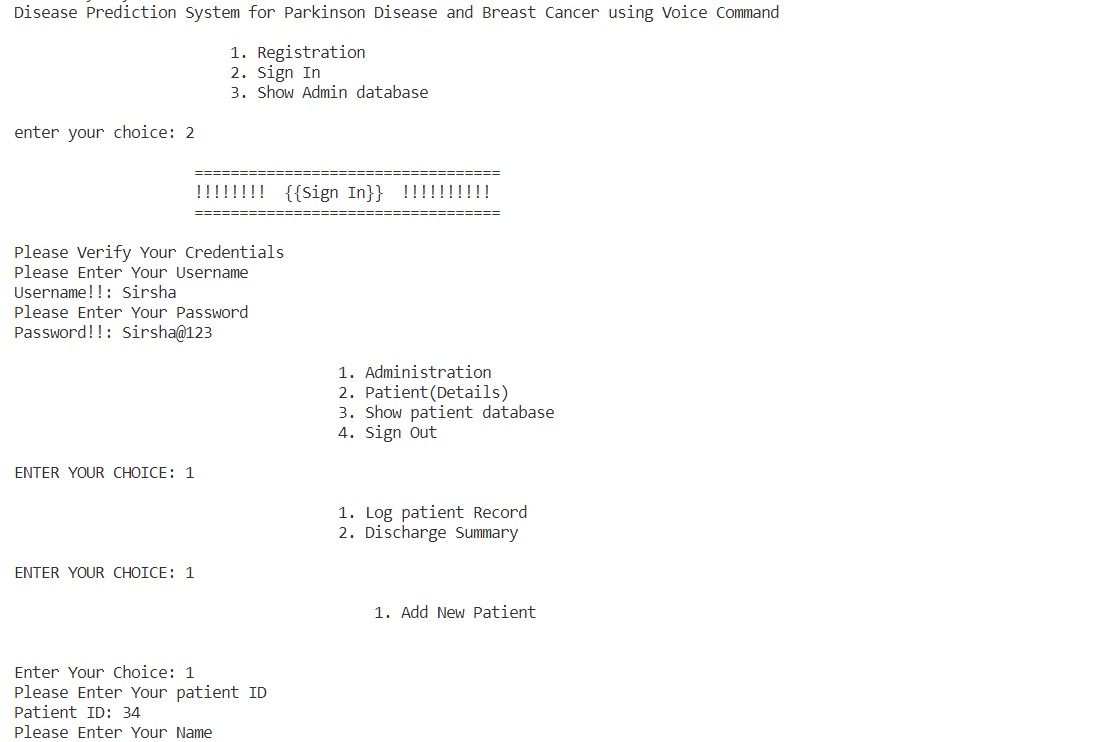 Disease Prediction System for Parkinson Disease and Breast Cancer using Voice Command
1. Registration
2. Sign In
3. Show Admin database
enter your choice: 2
==================================
!!!!!!!! {{Sign In}} !!!!!!!!!!
==================================
Please Verify Your Credentials
Please Enter Your Username
Username!!: Sirsha
Please Enter Your Password
Password!!: Sirsha@123
1. Administration
2. Patient(Details)
3. Show patient database
4. Sign Out
ENTER YOUR CHOICE: 1
1. Log patient Record
2. Discharge Summary
ENTER YOUR CHOICE: 1
1. Add New Patient
Enter Your Choice: 1
Please Enter Your patient ID
Patient ID: 34
Please Enter Your Name